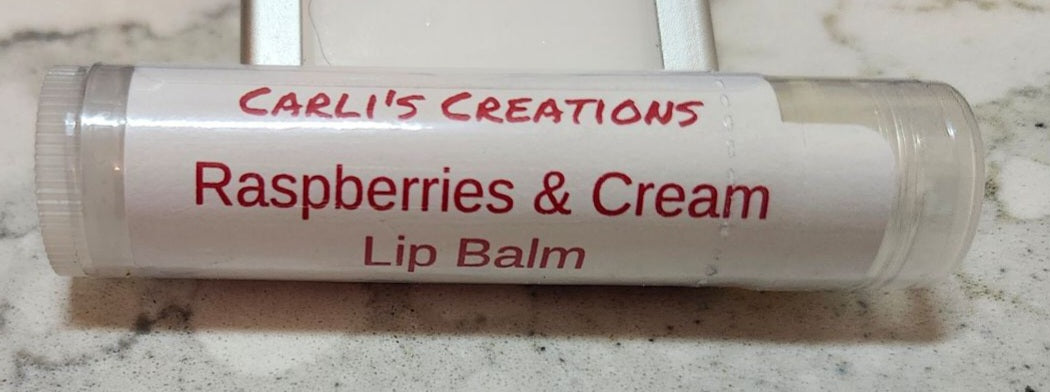 CARLI'S CREATIONS
Raspberries & Cream
Lip Balm